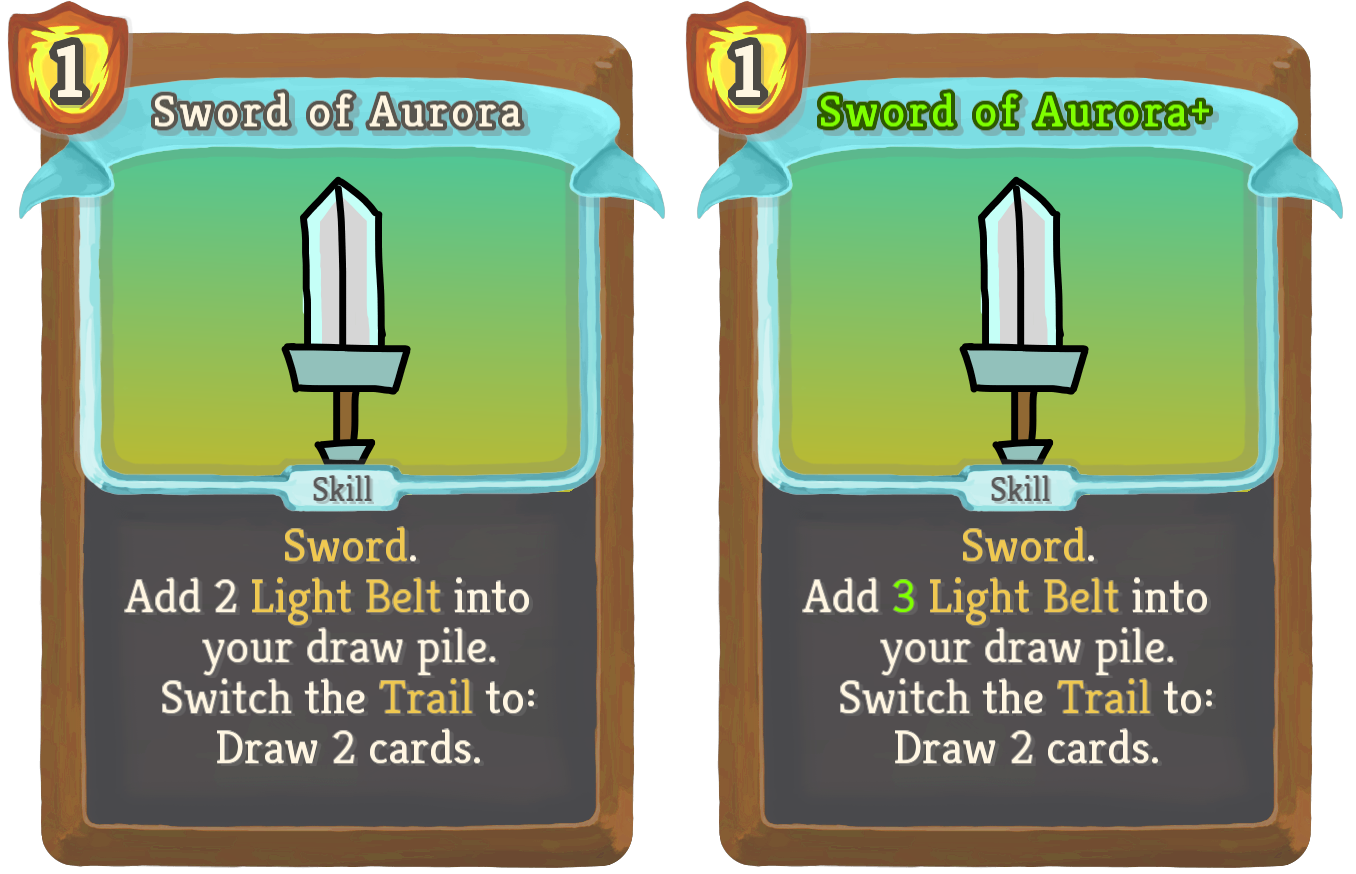 1
Sword of Aurora
Skill
Sword.
Add 2 Light Belt into
your draw pile.
Switch the Trail to:
Draw 2 cards.
1
Sword of Aurora+
Skill
Sword.
Add 3 Light Belt into
your draw pile.
Switch the Trail to:
Draw 2 cards.